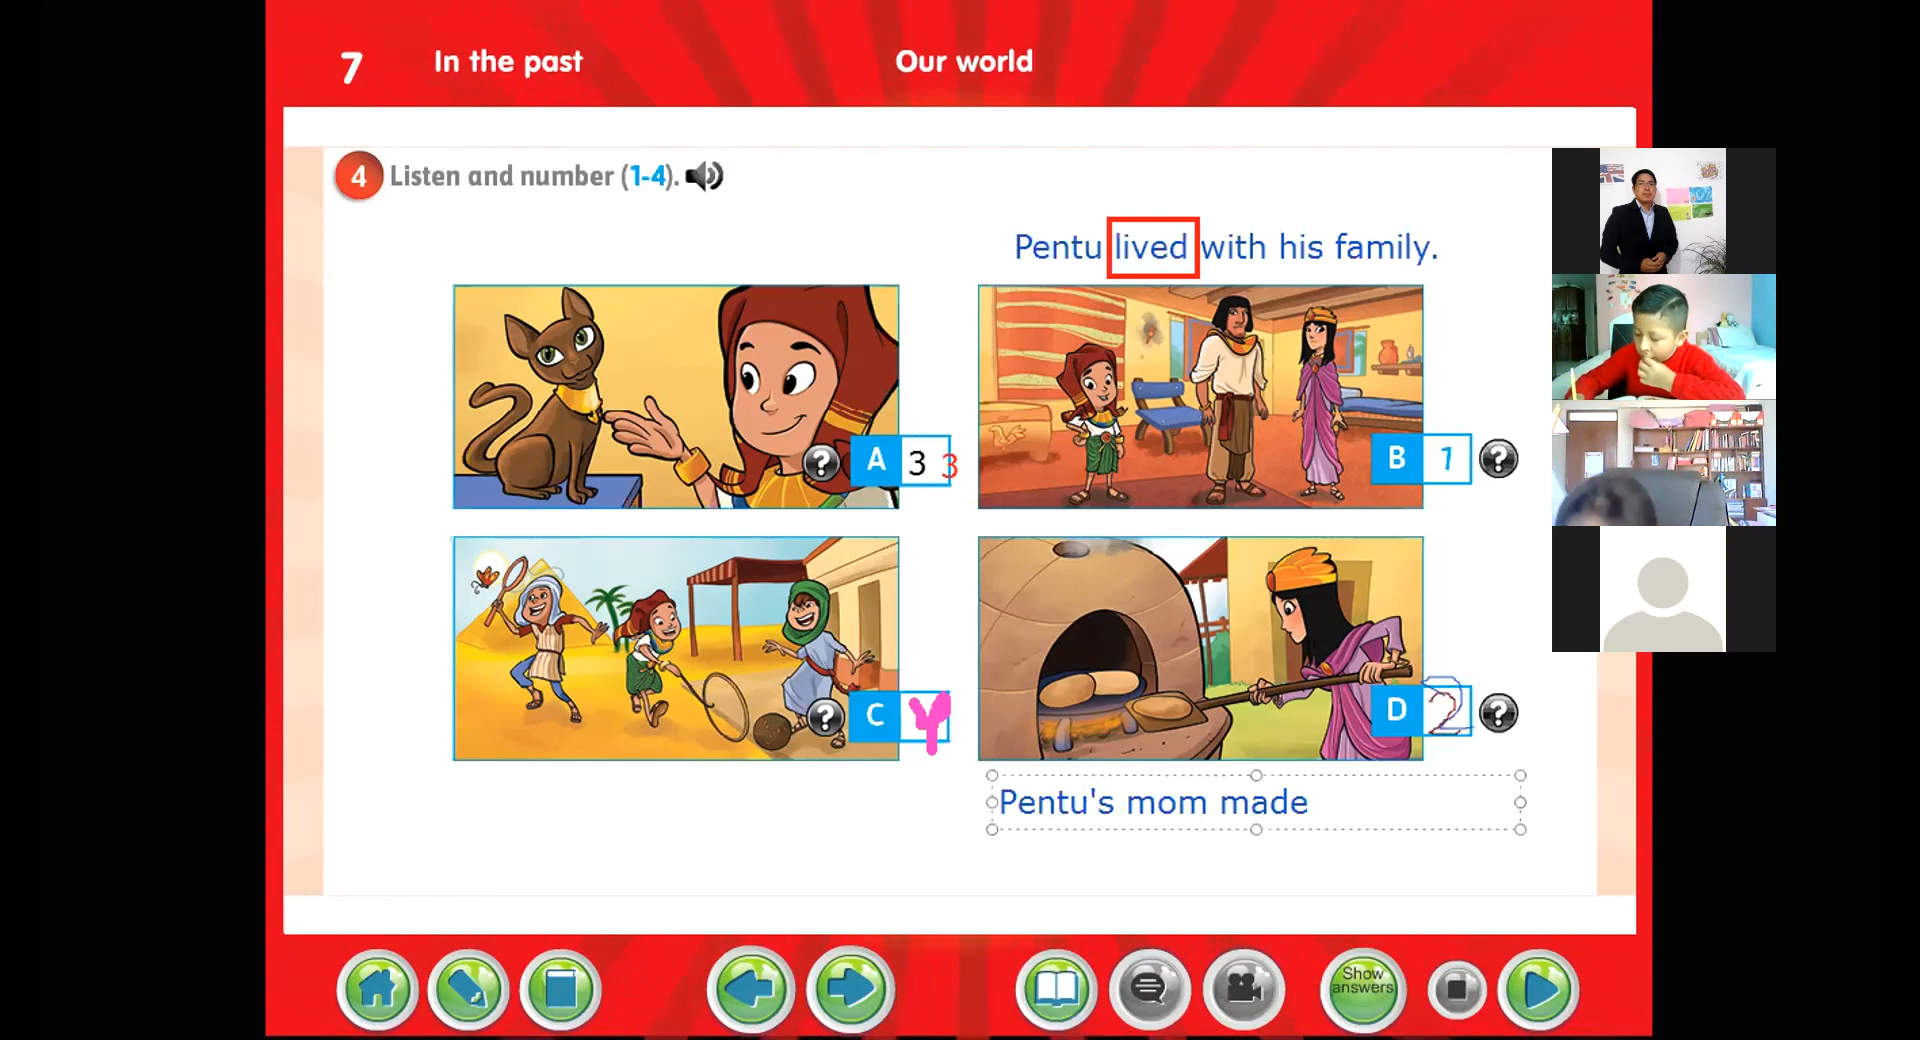 7 In the past Our world
4 Listen and number (1-4).
Pentu lived with his family.
? A 3 3
B 1 ?
? C 4
D 2 ?
Pentu's mom made
Show
answers